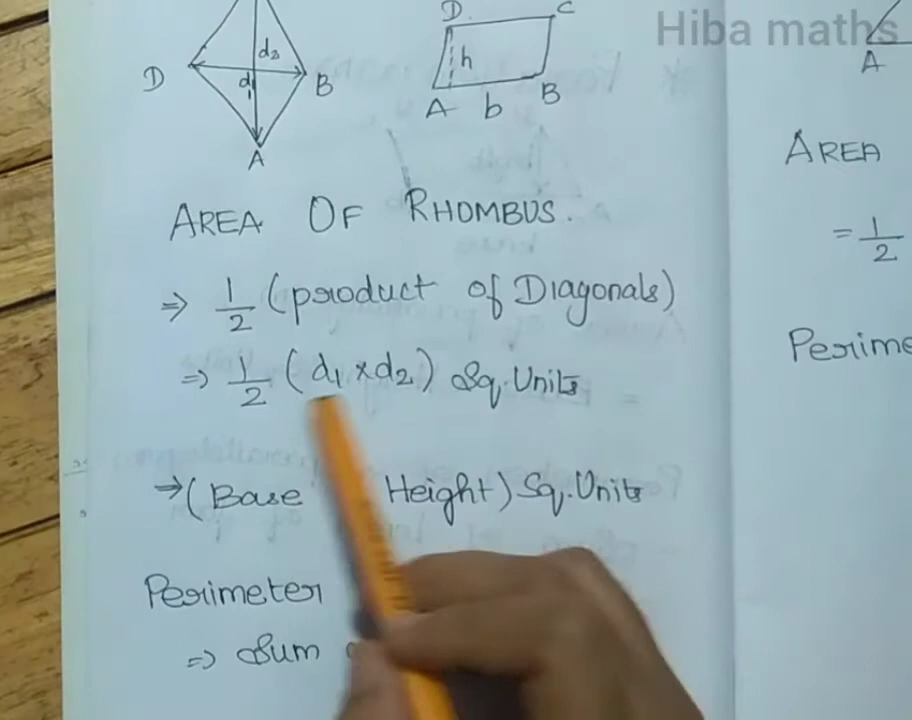 Hiba maths
D
C
d2
h
D
d1
B
A
b
B
A
A
AREA OF RHOMBUS.
⇒ 1/2 (product of Diagonals)
⇒ 1/2 (d1 x d2) Sq. Units
→ (Base Height) Sq. Units
Perimeter
⇒ Sum
AREA
= 1/2
Perime